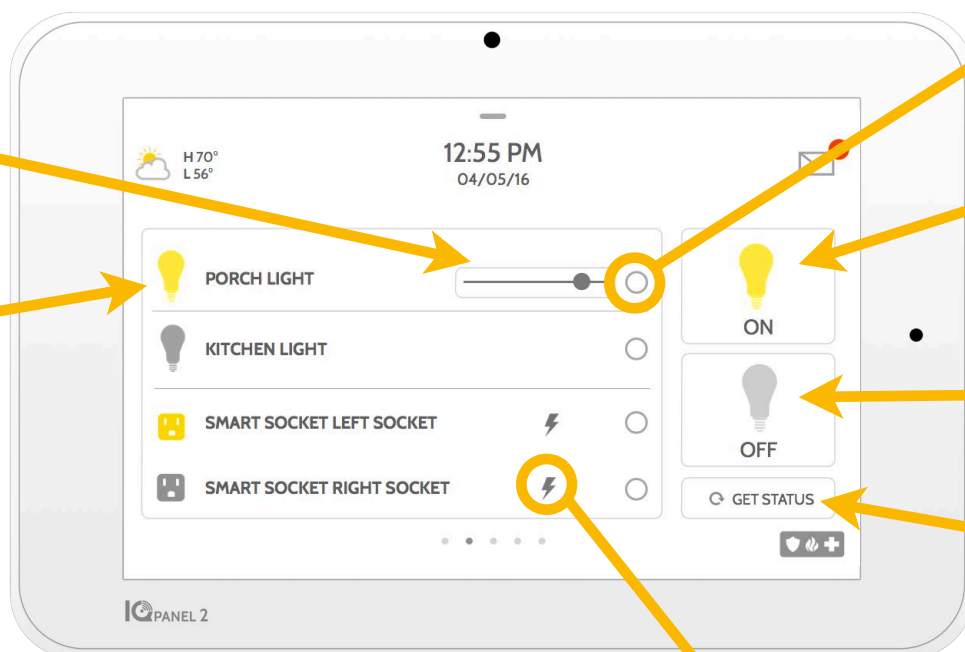 H 70°
L 56°
12:55 PM
04/05/16
PORCH LIGHT
KITCHEN LIGHT
SMART SOCKET LEFT SOCKET
SMART SOCKET RIGHT SOCKET
ON
OFF
GET STATUS
IQ PANEL 2